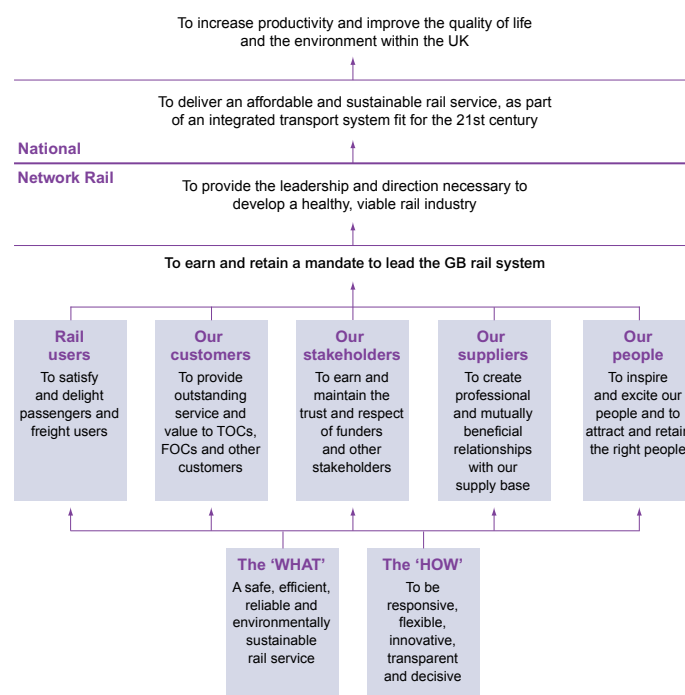 To increase productivity and improve the quality of life
and the environment within the UK
To deliver an affordable and sustainable rail service, as part
of an integrated transport system fit for the 21st century
National
Network Rail
To provide the leadership and direction necessary to
develop a healthy, viable rail industry
To earn and retain a mandate to lead the GB rail system
Rail
users
To satisfy
and delight
passengers and
freight users
Our
customers
To provide
outstanding
service and
value to TOCs,
FOCs and other
customers
Our
stakeholders
To earn and
maintain the
trust and respect
of funders
and other
stakeholders
Our
suppliers
To create
professional
and mutually
beneficial
relationships
with our
supply base
Our
people
To inspire
and excite our
people and to
attract and retain
the right people
The ‘WHAT’
A safe, efficient,
reliable and
environmentally
sustainable
rail service
The ‘HOW’
To be
responsive,
flexible,
innovative,
transparent
and decisive